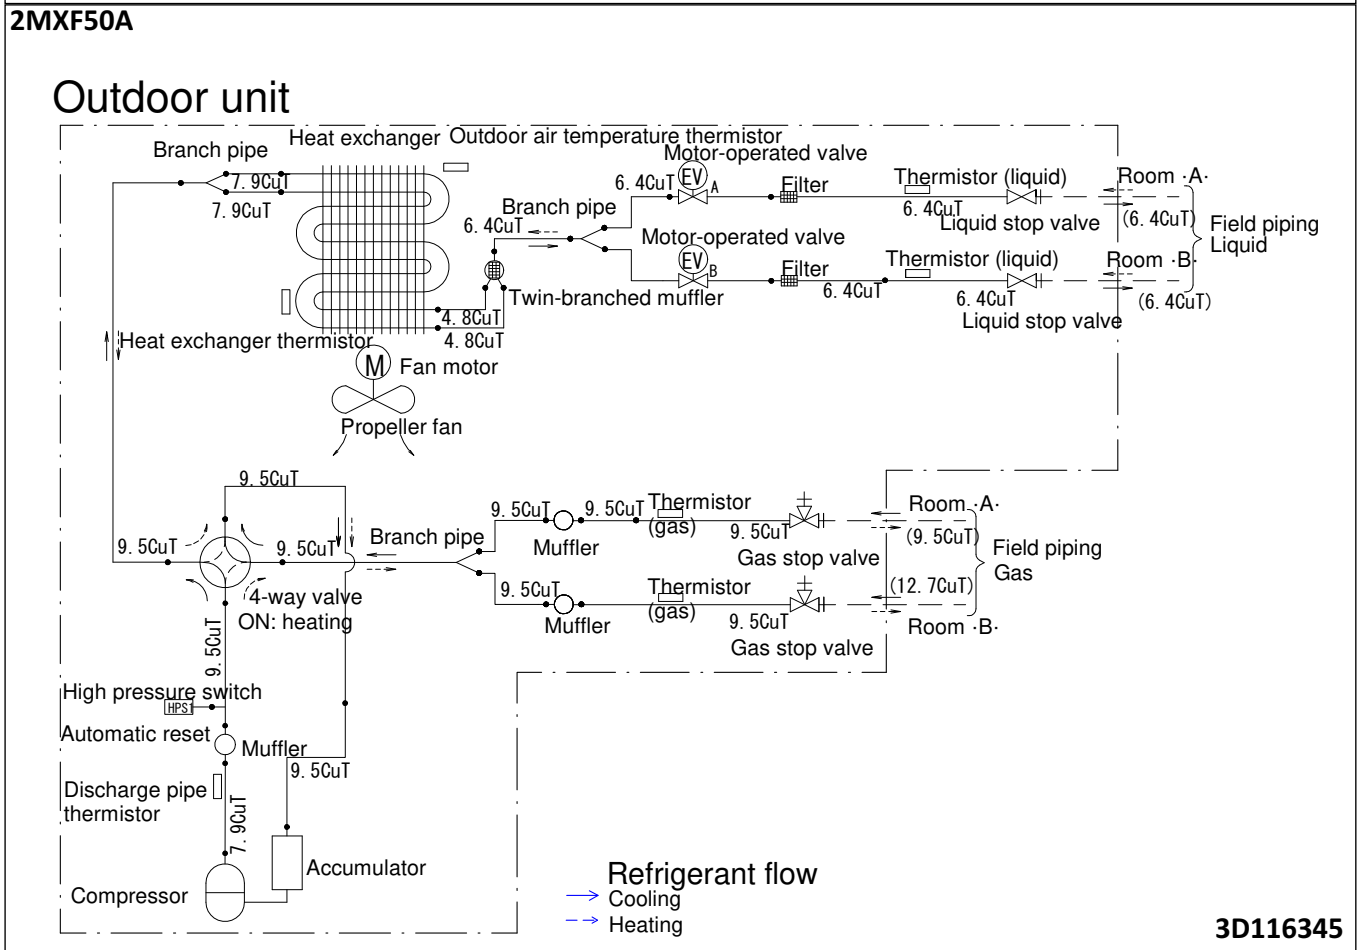 2MXF50A
Outdoor unit
Heat exchanger
Outdoor air temperature thermistor
Branch pipe
Motor-operated valve
7.9CuT
7.9CuT
6.4CuT
EV
A
Filter
Thermistor (liquid)
Room ·A·
Branch pipe
6.4CuT
6.4CuT
Liquid stop valve
(6.4CuT)
Field piping
Liquid
Motor-operated valve
EV
B
Filter
Thermistor (liquid)
Room ·B·
Twin-branched muffler
6.4CuT
6.4CuT
(6.4CuT)
4.8CuT
4.8CuT
Liquid stop valve
Heat exchanger thermistor
M
Fan motor
Propeller fan
9.5CuT
9.5CuT
9.5CuT
Branch pipe
9.5CuT
9.5CuT
Thermistor
(gas)
9.5CuT
Room ·A·
(9.5CuT)
Muffler
Gas stop valve
Field piping
Gas
4-way valve
ON: heating
9.5CuT
Thermistor
(gas)
(12.7CuT)
Muffler
9.5CuT
Room ·B·
Gas stop valve
9.5CuT
High pressure switch
HPS1
Automatic reset
Muffler
9.5CuT
Discharge pipe
thermistor
7.9CuT
Accumulator
Compressor
Refrigerant flow
Cooling
Heating
3D116345